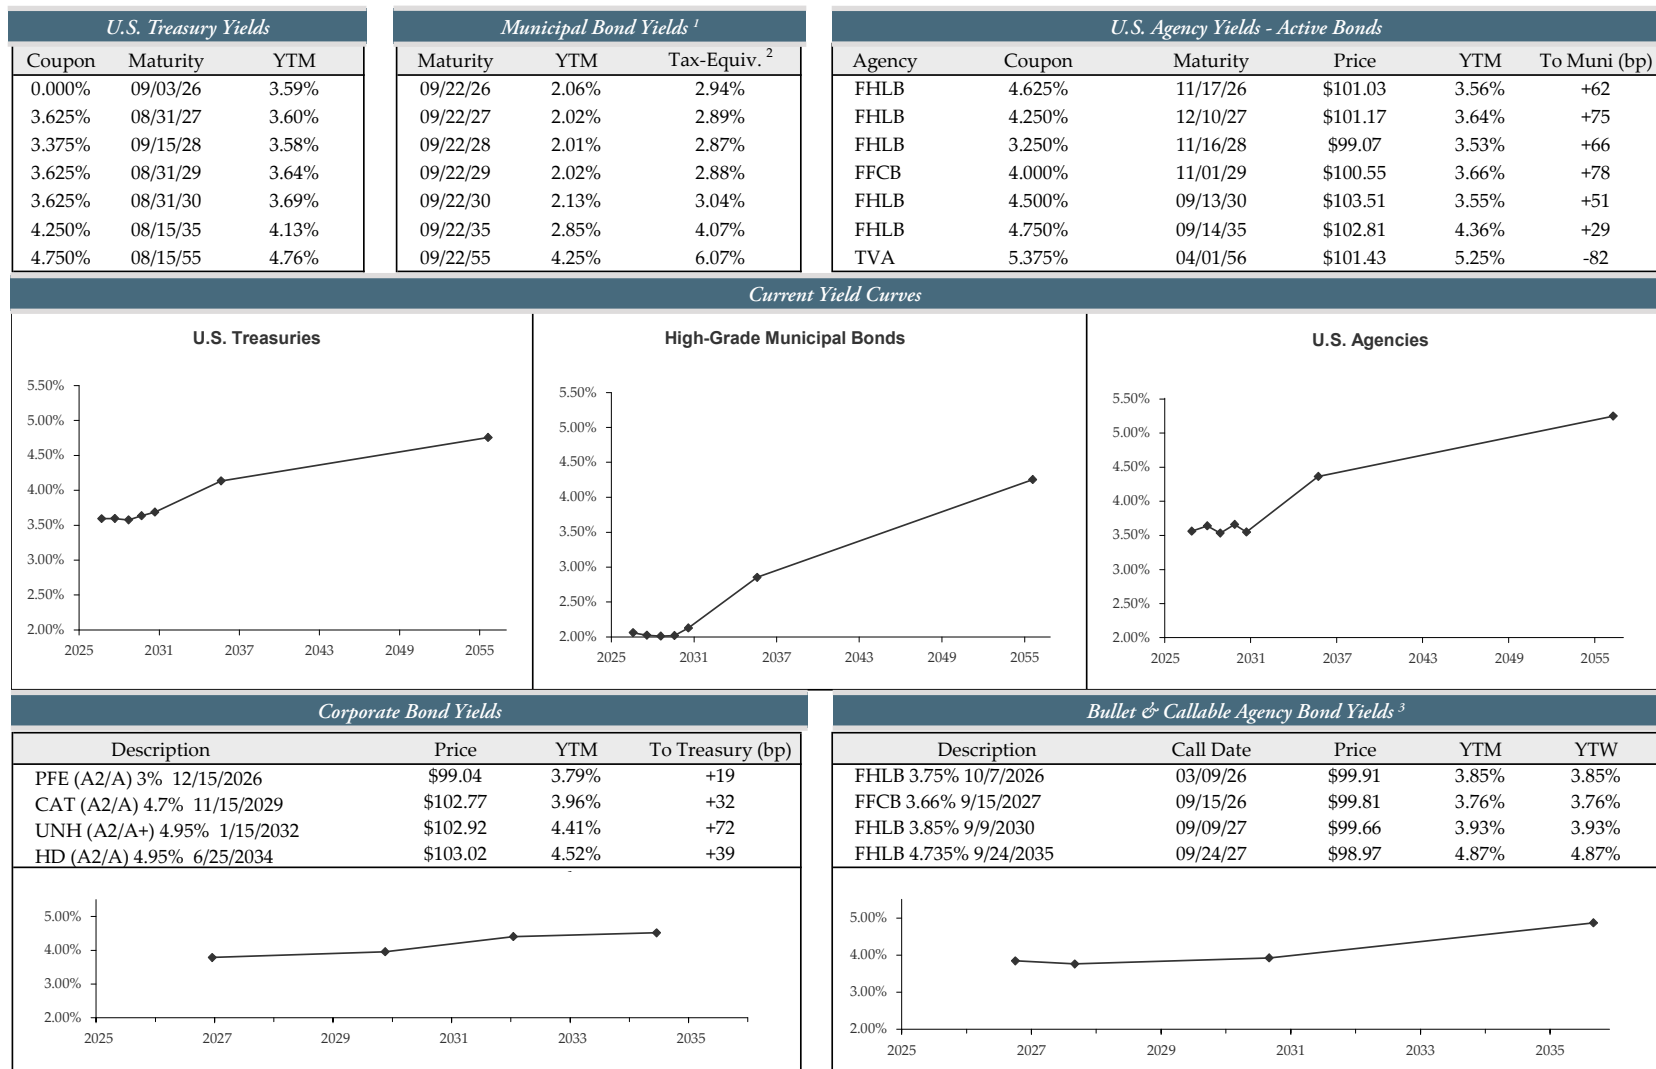 U.S. Treasury Yields
Coupon Maturity YTM
0.000% 09/03/26 3.59%
3.625% 08/31/27 3.60%
3.375% 09/15/28 3.58%
3.625% 08/31/29 3.64%
3.625% 08/31/30 3.69%
4.250% 08/15/35 4.13%
4.750% 08/15/55 4.76%
Municipal Bond Yields ¹
Maturity YTM Tax-Equiv. ²
09/22/26 2.06% 2.94%
09/22/27 2.02% 2.89%
09/22/28 2.01% 2.87%
09/22/29 2.02% 2.88%
09/22/30 2.13% 3.04%
09/22/35 2.85% 4.07%
09/22/55 4.25% 6.07%
U.S. Agency Yields - Active Bonds
Agency Coupon Maturity Price YTM To Muni (bp)
FHLB 4.625% 11/17/26 $101.03 3.56% +62
FHLB 4.250% 12/10/27 $101.17 3.64% +75
FHLB 3.250% 11/16/28 $99.07 3.53% +66
FFCB 4.000% 11/01/29 $100.55 3.66% +78
FHLB 4.500% 09/13/30 $103.51 3.55% +51
FHLB 4.750% 09/14/35 $102.81 4.36% +29
TVA 5.375% 04/01/56 $101.43 5.25% -82
Current Yield Curves
U.S. Treasuries
5.50%
5.00%
4.50%
4.00%
3.50%
3.00%
2.50%
2.00%
2025 2031 2037 2043 2049 2055
High-Grade Municipal Bonds
5.50%
5.00%
4.50%
4.00%
3.50%
3.00%
2.50%
2.00%
2025 2031 2037 2043 2049 2055
U.S. Agencies
5.50%
5.00%
4.50%
4.00%
3.50%
3.00%
2.50%
2.00%
2025 2031 2037 2043 2049 2055
Corporate Bond Yields
Description Price YTM To Treasury (bp)
PFE (A2/A) 3% 12/15/2026 $99.04 3.79% +19
CAT (A2/A) 4.7% 11/15/2029 $102.77 3.96% +32
UNH (A2/A+) 4.95% 1/15/2032 $102.92 4.41% +72
HD (A2/A) 4.95% 6/25/2034 $103.02 4.52% +39
5.00%
4.00%
3.00%
2.00%
2025 2027 2029 2031 2033 2035
Bullet & Callable Agency Bond Yields ³
Description Call Date Price YTM YTW
FHLB 3.75% 10/7/2026 03/09/26 $99.91 3.85% 3.85%
FFCB 3.66% 9/15/2027 09/15/26 $99.81 3.76% 3.76%
FHLB 3.85% 9/9/2030 09/09/27 $99.66 3.93% 3.93%
FHLB 4.735% 9/24/2035 09/24/27 $98.97 4.87% 4.87%
5.00%
4.00%
3.00%
2.00%
2025 2027 2029 2031 2033 2035